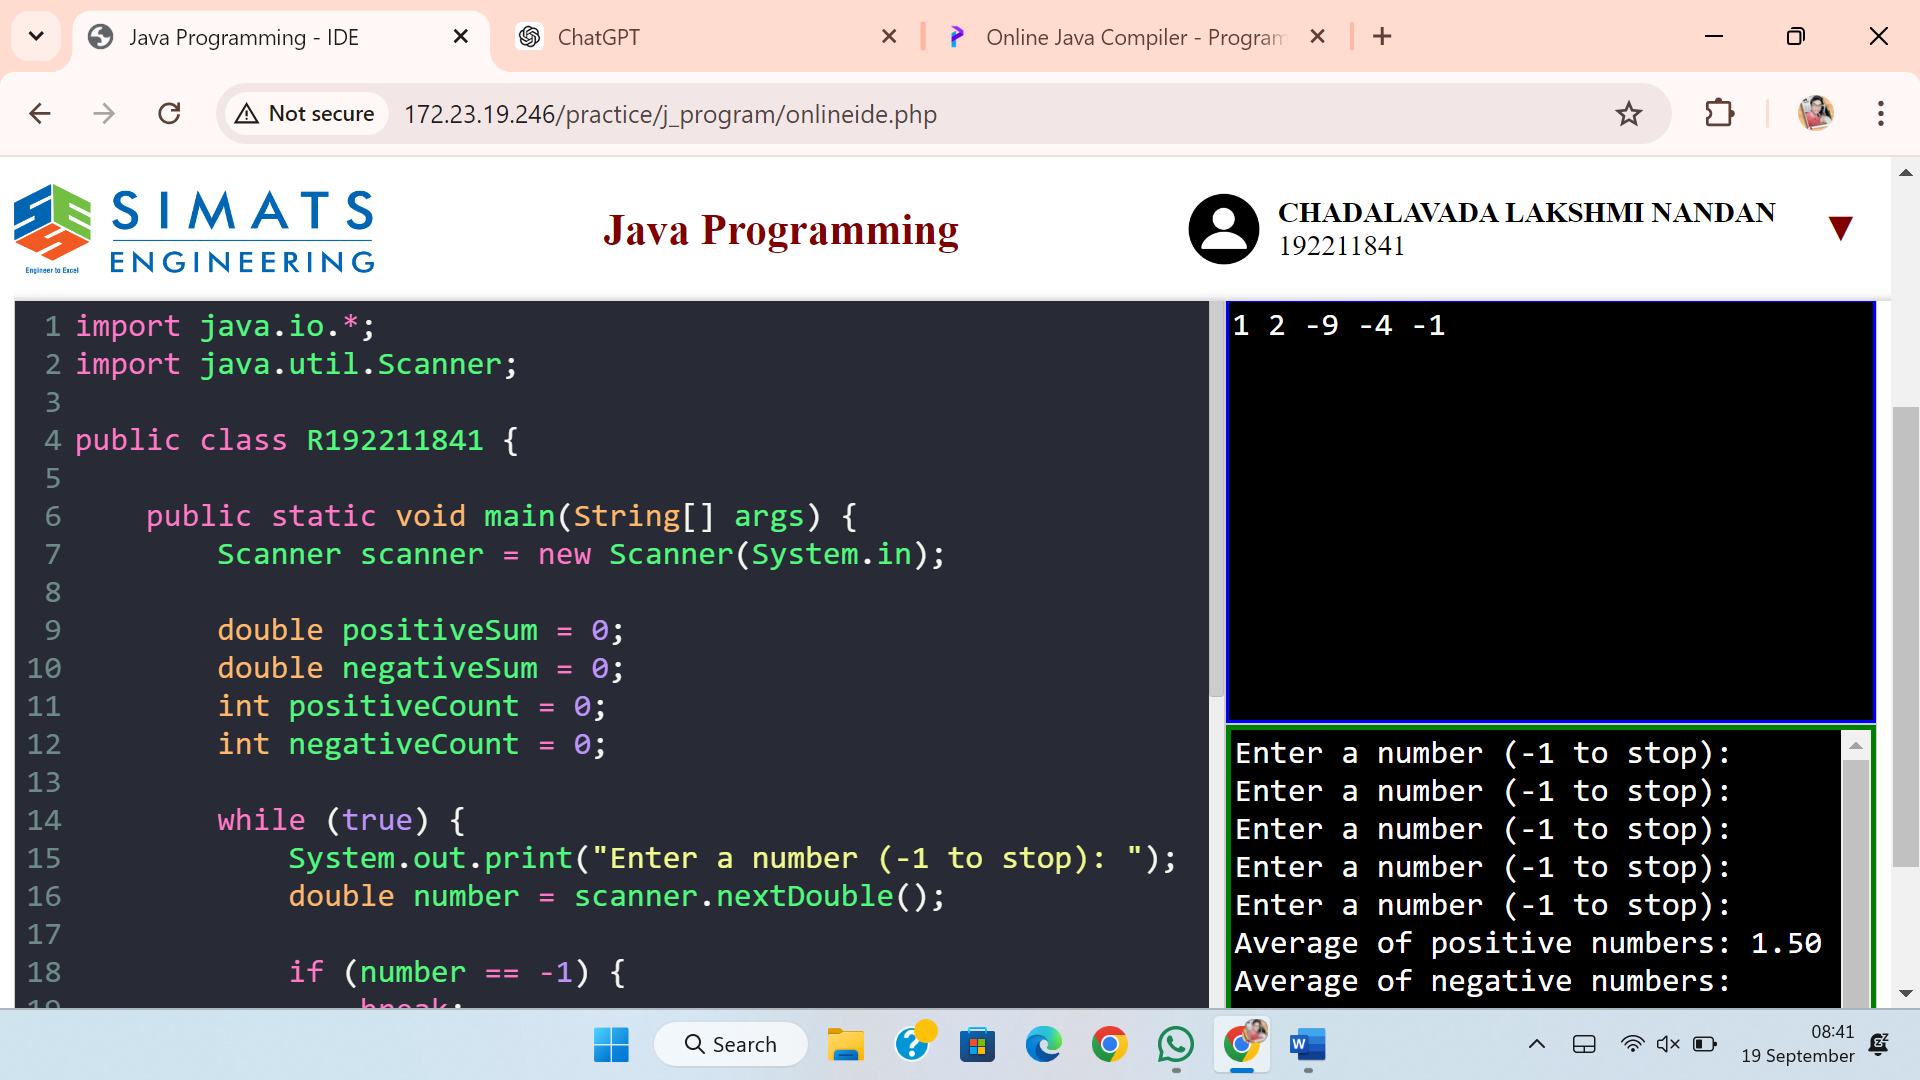 Java Programming - IDE
ChatGPT
Online Java Compiler - Program
Not secure
172.23.19.246/practice/j_program/onlineide.php
SIMATS
ENGINEERING
Engineer to Excel
Java Programming
CHADALAVADA LAKSHMI NANDAN
192211841
1 import java.io.*;
2 import java.util.Scanner;
3
4 public class R192211841 {
5
6 public static void main(String[] args) {
7 Scanner scanner = new Scanner(System.in);
8
9 double positiveSum = 0;
10 double negativeSum = 0;
11 int positiveCount = 0;
12 int negativeCount = 0;
13
14 while (true) {
15 System.out.print("Enter a number (-1 to stop): ");
16 double number = scanner.nextDouble();
17
18 if (number == -1) {
19 break;
1 2 -9 -4 -1
Enter a number (-1 to stop):
Enter a number (-1 to stop):
Enter a number (-1 to stop):
Enter a number (-1 to stop):
Enter a number (-1 to stop):
Average of positive numbers: 1.50
Average of negative numbers:
Search
08:41
19 September